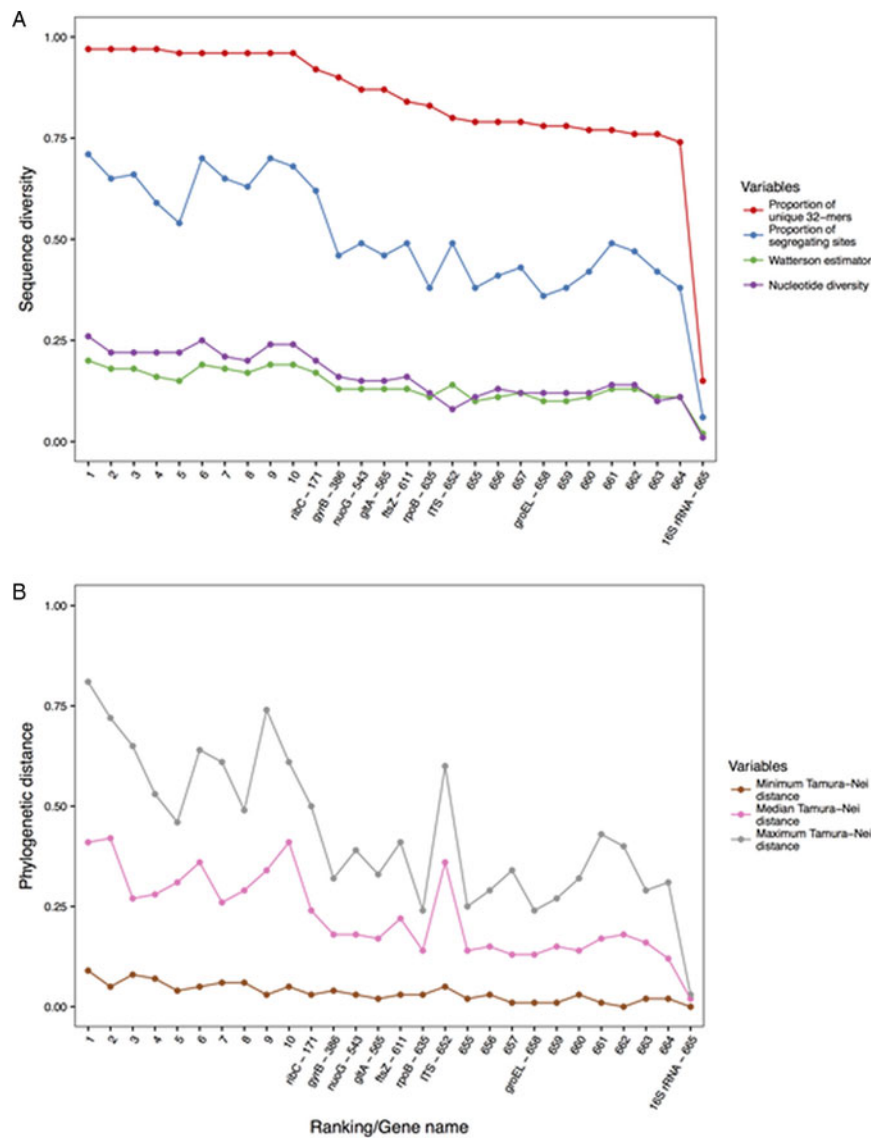 A
1.00
0.75
0.50
0.25
0.00
Sequence diversity
Variables
Proportion of
unique 32-mers
Proportion of
segregating sites
Watterson estimator
Nucleotide diversity
1
2
3
4
5
6
7
8
9
10
ribC - 171
gyrB - 386
nuoG - 543
gltA - 565
ftsZ - 611
rpoB - 635
ITS - 652
655
656
657
groEL - 658
659
660
661
662
663
664
16S rRNA - 665
B
1.00
0.75
0.50
0.25
0.00
Phylogenetic distance
Variables
Minimum Tamura-Nei
distance
Median Tamura-Nei
distance
Maximum Tamura-Nei
distance
1
2
3
4
5
6
7
8
9
10
ribC - 171
gyrB - 386
nuoG - 543
gltA - 565
ftsZ - 611
rpoB - 635
ITS - 652
655
656
657
groEL - 658
659
660
661
662
663
664
16S rRNA - 665
Ranking/Gene name